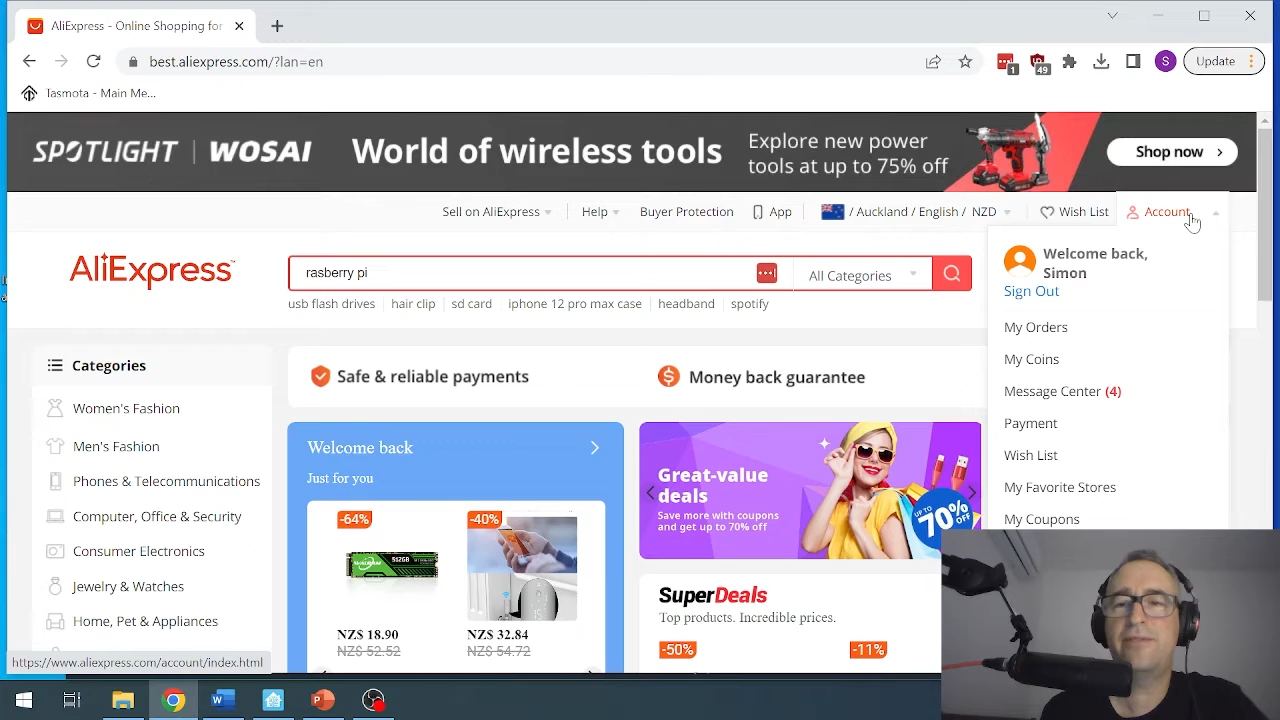 AliExpress - Online Shopping for
best.aliexpress.com/?lan=en
1
49
S
Update
Tasmota - Main Me...
SPOTLIGHT | WOSAI
World of wireless tools
Explore new power
tools at up to 75% off
Shop now
Sell on AliExpress
Help
Buyer Protection
App
/ Auckland / English / NZD
Wish List
Account
AliExpress
rasberry pi
All Categories
usb flash drives
hair clip
sd card
iphone 12 pro max case
headband
spotify
Welcome back,
Simon
Sign Out
My Orders
My Coins
Message Center (4)
Payment
Wish List
My Favorite Stores
My Coupons
Categories
Women's Fashion
Men's Fashion
Phones & Telecommunications
Computer, Office & Security
Consumer Electronics
Jewelry & Watches
Home, Pet & Appliances
Safe & reliable payments
Money back guarantee
Welcome back
Just for you
-64%
512GB
NZ$ 18.90
NZ$ 52.52
-40%
NZ$ 32.84
NZ$ 54.72
Great-value
deals
Save more with coupons
and get up to 70% off
UP TO
70%
OFF
SuperDeals
Top products. Incredible prices.
-50%
-11%
https://www.aliexpress.com/account/index.html